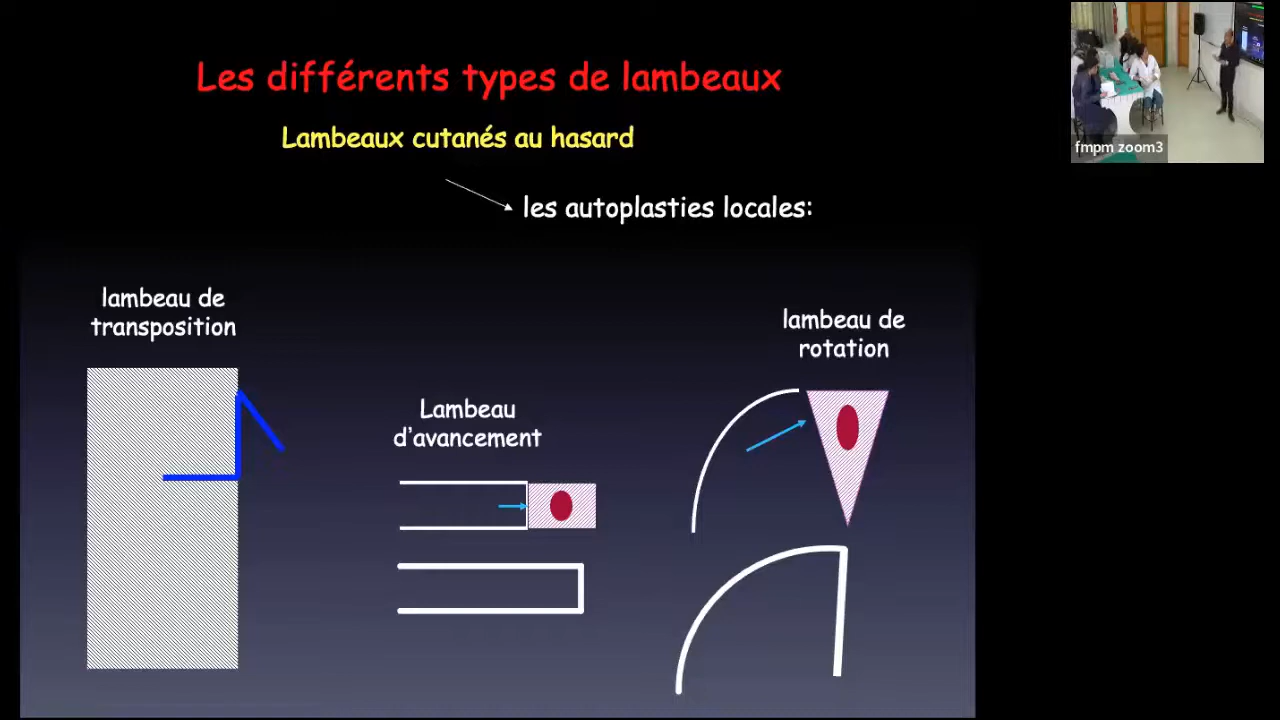 Les différents types de lambeaux
Lambeaux cutanés au hasard
les autoplasties locales:
lambeau de
transposition
Lambeau
d’avancement
lambeau de
rotation
fmpm zoom3